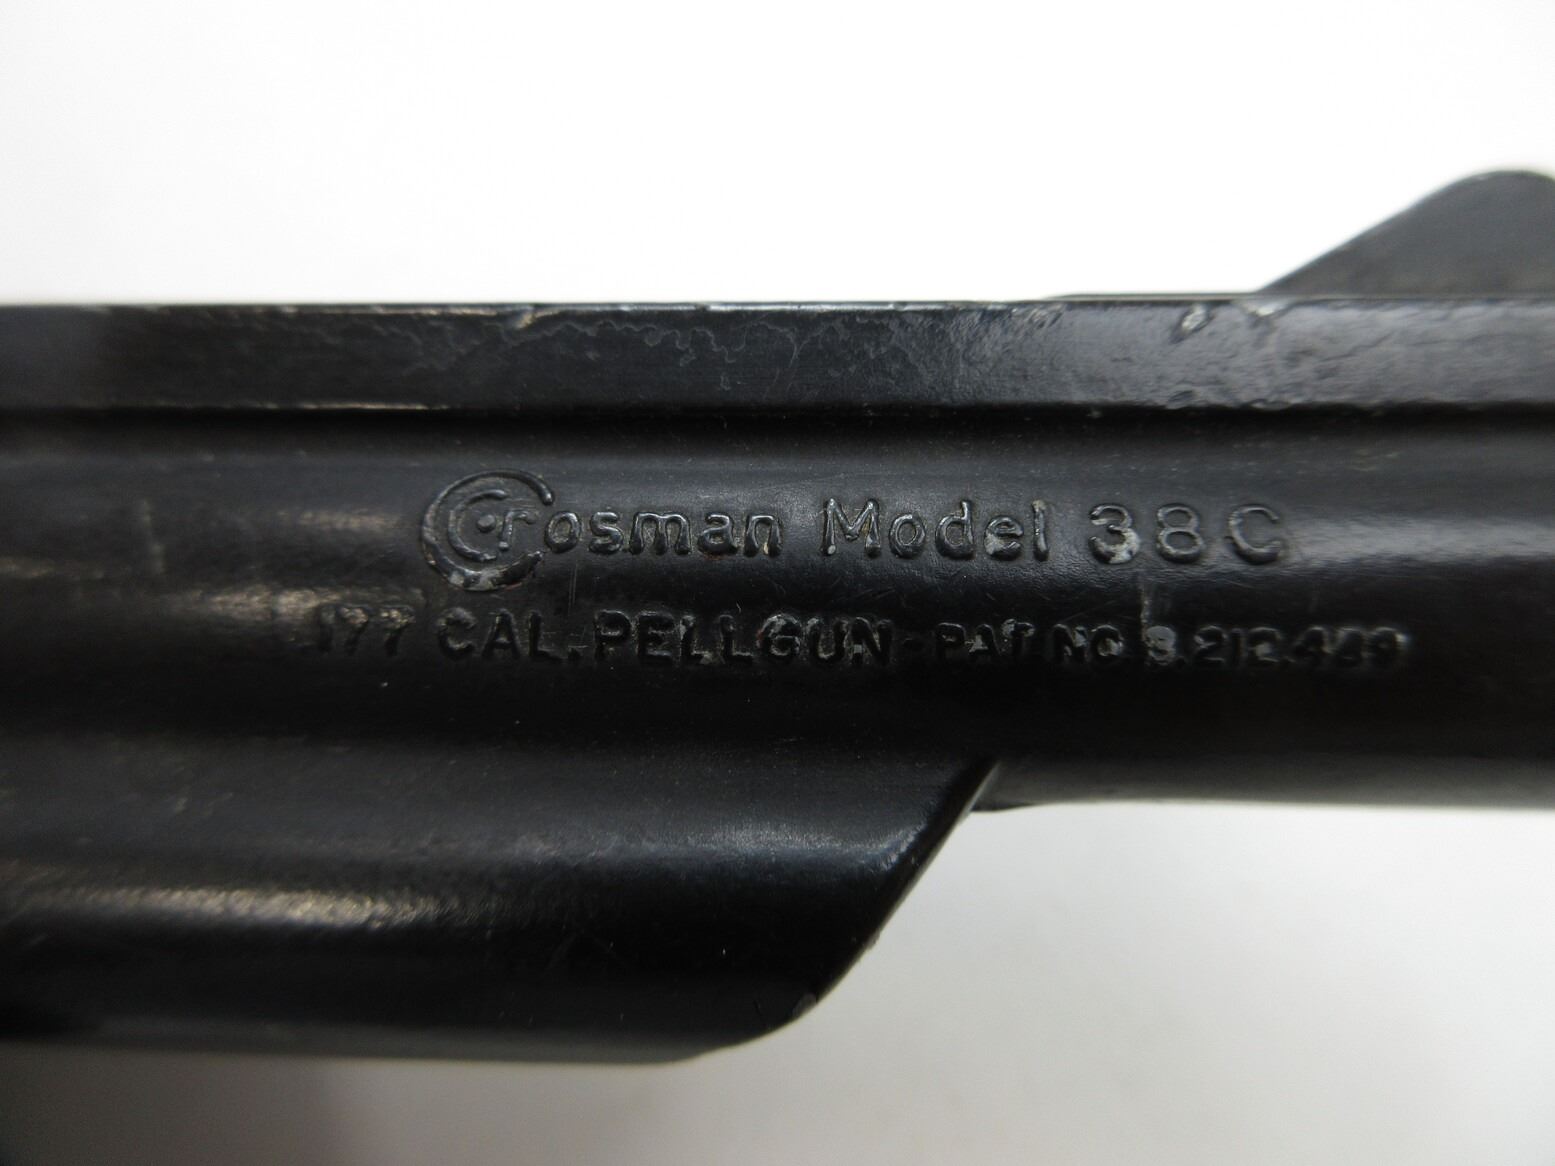 Crosman Model 38C
.177 CAL. PELLGUN - PAT NO. 3,212,489